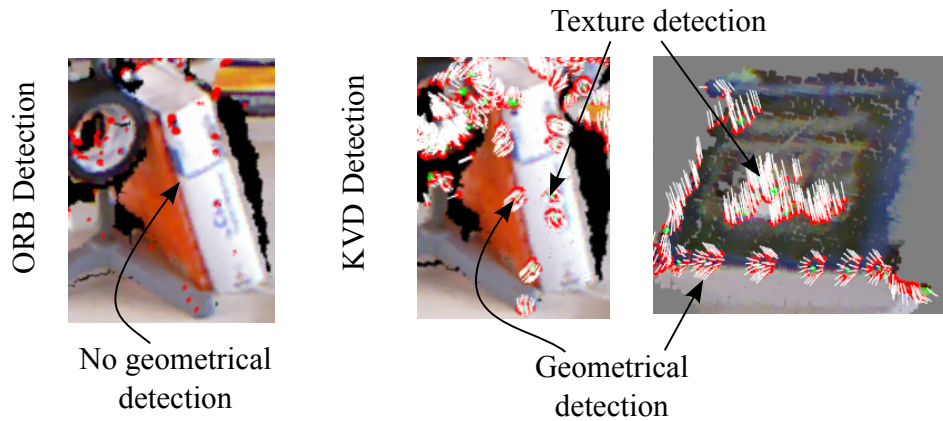 Texture detection
ORB Detection
KVD Detection
No geometrical
detection
Geometrical
detection